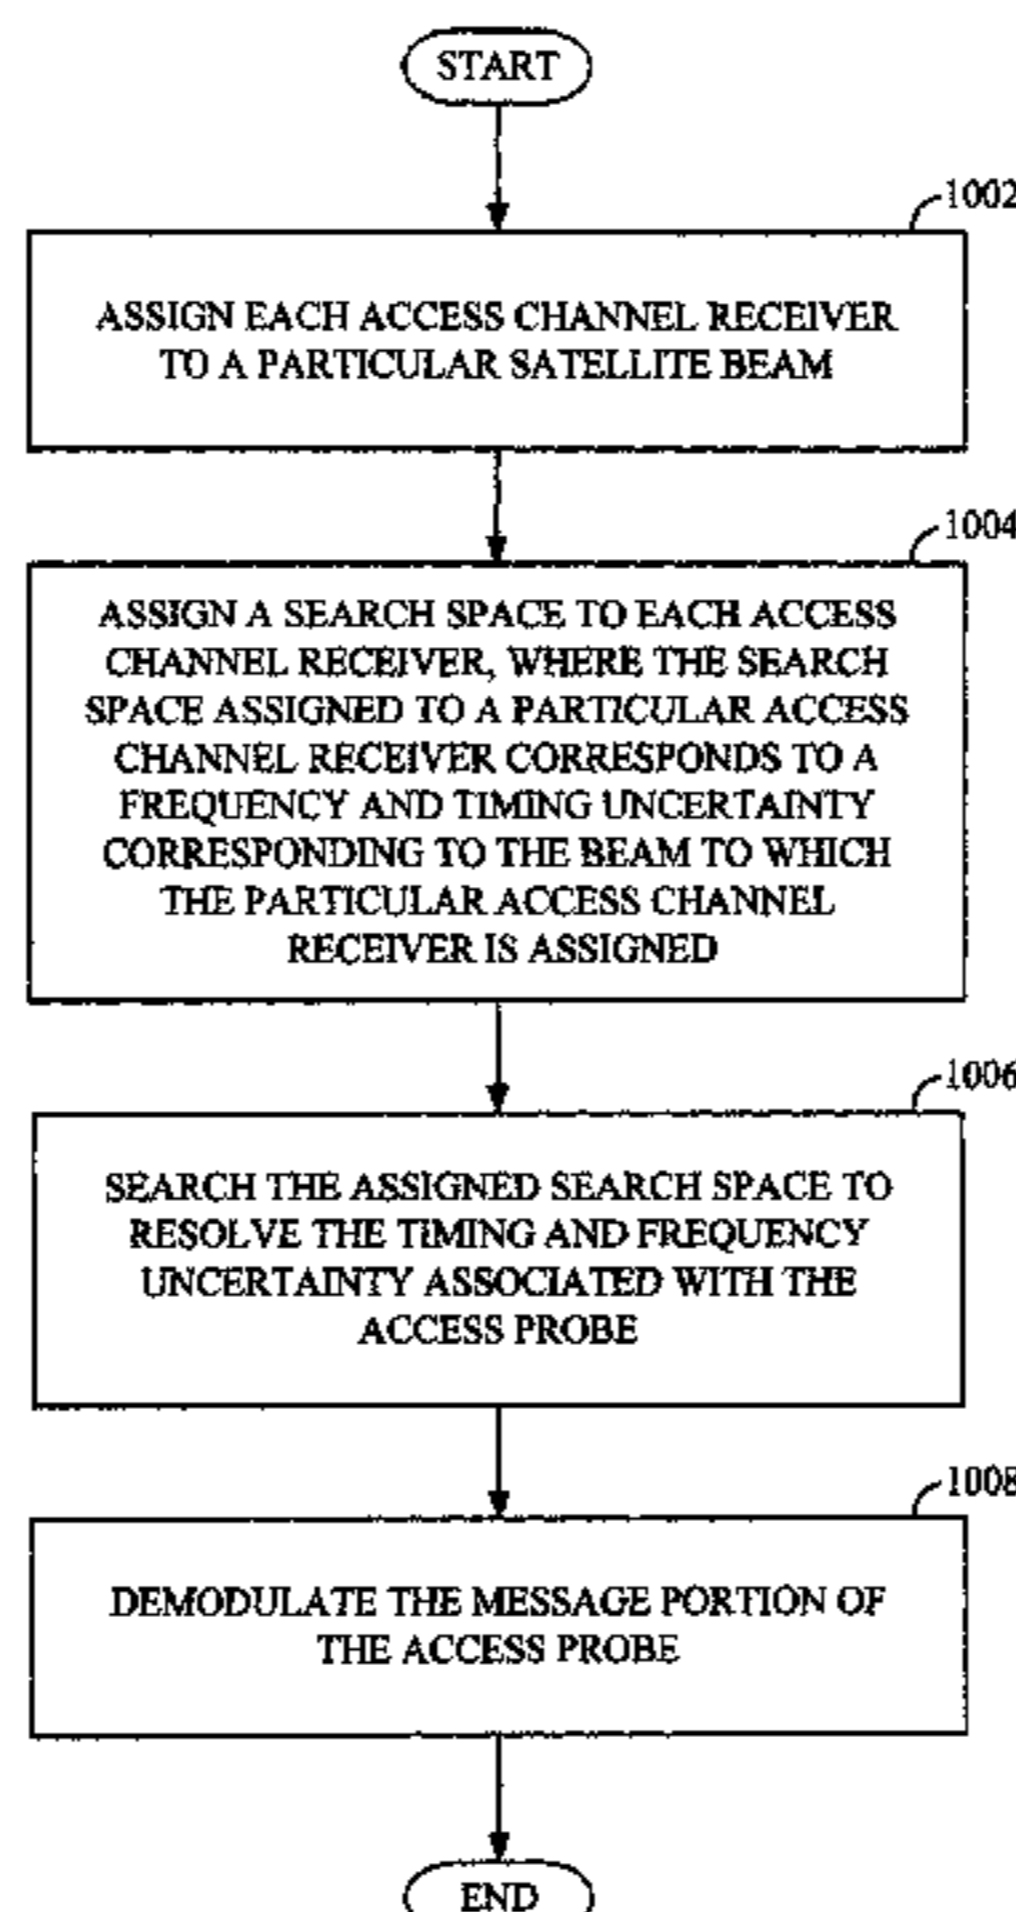 START
1002
ASSIGN EACH ACCESS CHANNEL RECEIVER
TO A PARTICULAR SATELLITE BEAM
1004
ASSIGN A SEARCH SPACE TO EACH ACCESS
CHANNEL RECEIVER, WHERE THE SEARCH
SPACE ASSIGNED TO A PARTICULAR ACCESS
CHANNEL RECEIVER CORRESPONDS TO A
FREQUENCY AND TIMING UNCERTAINTY
CORRESPONDING TO THE BEAM TO WHICH
THE PARTICULAR ACCESS CHANNEL
RECEIVER IS ASSIGNED
1006
SEARCH THE ASSIGNED SEARCH SPACE TO
RESOLVE THE TIMING AND FREQUENCY
UNCERTAINTY ASSOCIATED WITH THE
ACCESS PROBE
1008
DEMODULATE THE MESSAGE PORTION OF
THE ACCESS PROBE
END